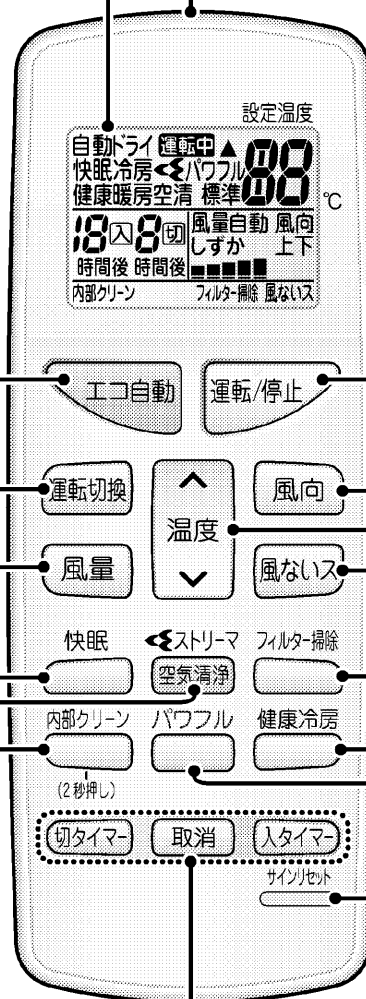 設定温度
自動ドライ 運転中 ▲ 88
快眠冷房 パワフル
健康暖房空清 標準 ℃
18入 8切 風量自動 風向
しずか 上下
時間後 時間後
内部クリーン フィルター掃除 風ないス
エコ自動 運転/停止
運転切換 風向
温度
風量 風ないス
快眠 ストリーマ フィルター掃除
空気清浄
内部クリーン パワフル 健康冷房
(2秒押し)
切タイマー 取消 入タイマー
サインリセット